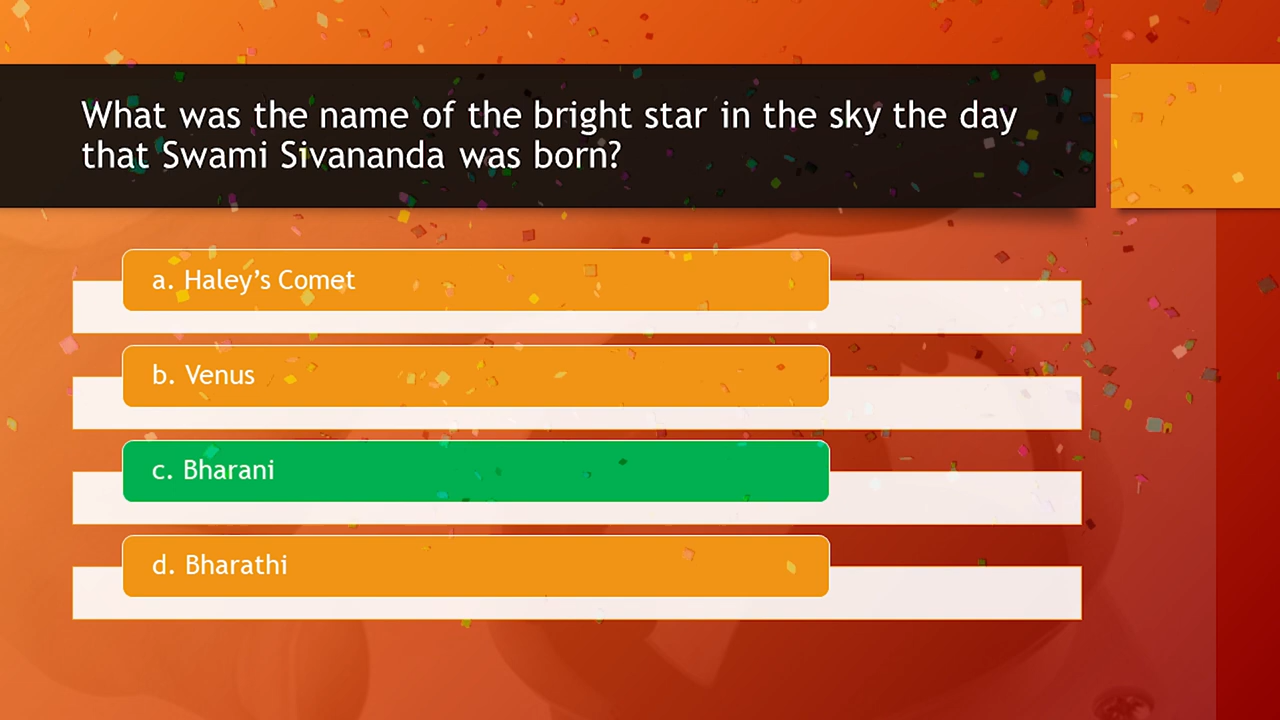 What was the name of the bright star in the sky the day
that Swami Sivananda was born?
a. Haley’s Comet
b. Venus
c. Bharani
d. Bharathi